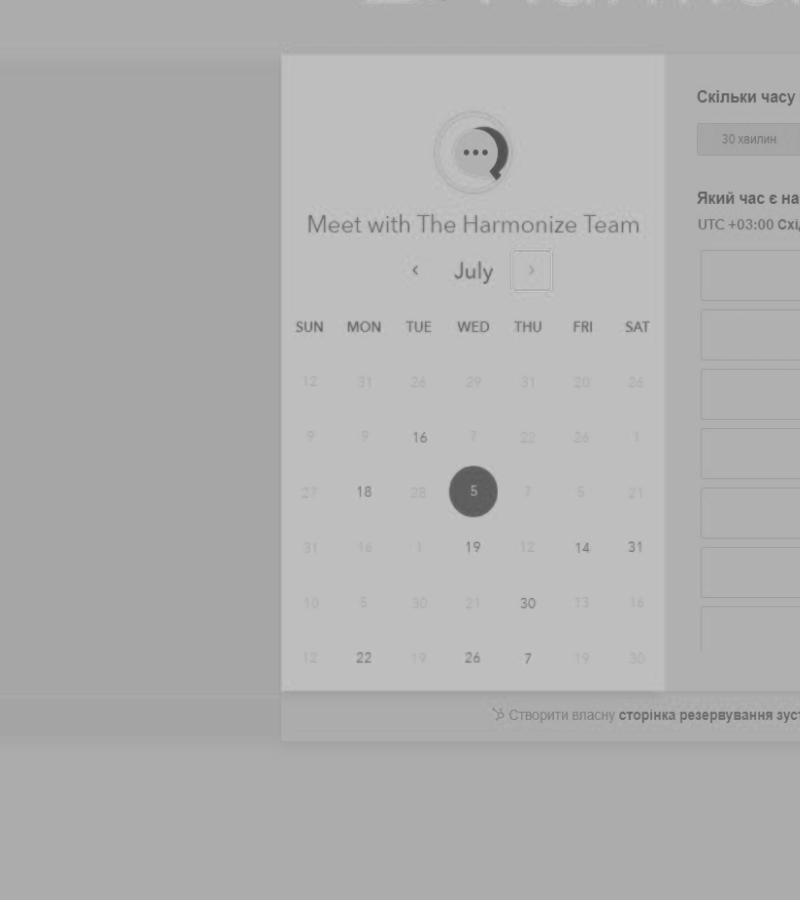 Meet with The Harmonize Team
‹ July ›
SUN MON TUE WED THU FRI SAT
12 31 26 29 31 20 26
9 9 16 7 22 26 1
27 18 28 5 7 5 21
31 16 1 19 12 14 31
10 5 30 21 30 13 16
12 22 19 26 7 19 30
Скільки часу
30 хвилин
Який час є на
UTC +03:00 Схі
Створити власну сторінка резервування зуст